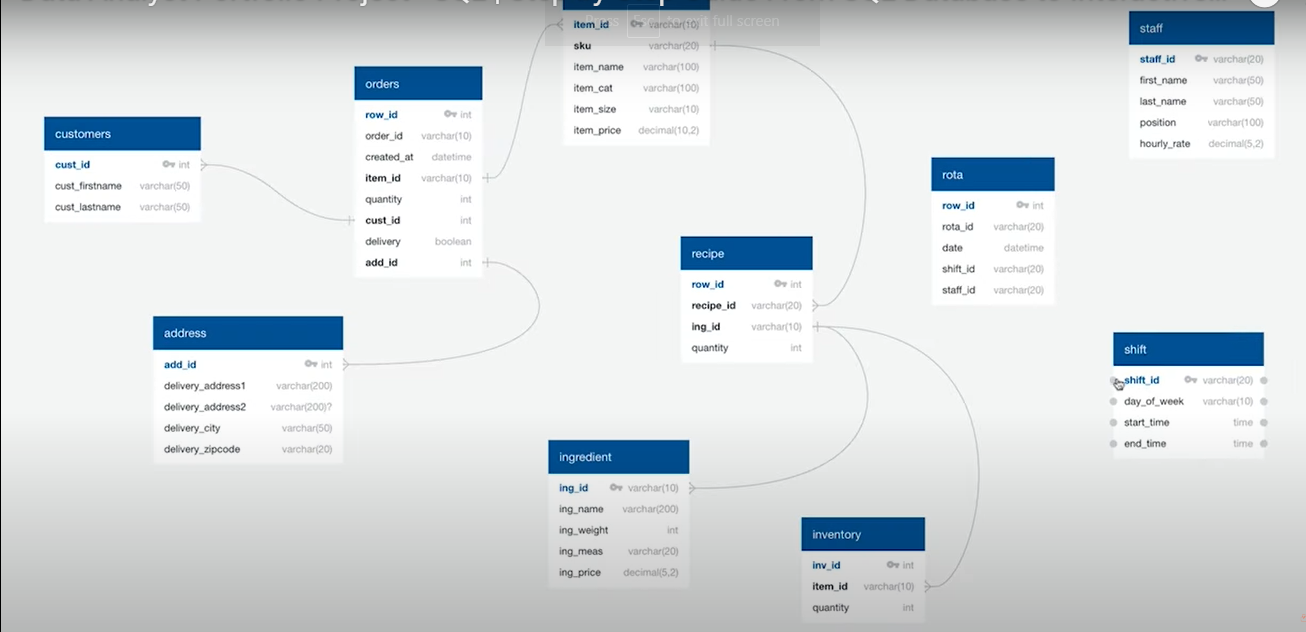 Esc
to exit full screen
customers
cust_id int
cust_firstname varchar(50)
cust_lastname varchar(50)
orders
row_id int
order_id varchar(10)
created_at datetime
item_id varchar(10)
quantity int
cust_id int
delivery boolean
add_id int
item_id varchar(10)
sku varchar(20)
item_name varchar(100)
item_cat varchar(100)
item_size varchar(10)
item_price decimal(10,2)
staff
staff_id varchar(20)
first_name varchar(50)
last_name varchar(50)
position varchar(100)
hourly_rate decimal(5,2)
rota
row_id int
rota_id varchar(20)
date datetime
shift_id varchar(20)
staff_id varchar(20)
recipe
row_id int
recipe_id varchar(20)
ing_id varchar(10)
quantity int
address
add_id int
delivery_address1 varchar(200)
delivery_address2 varchar(200)?
delivery_city varchar(50)
delivery_zipcode varchar(20)
shift
shift_id varchar(20)
day_of_week varchar(10)
start_time time
end_time time
ingredient
ing_id varchar(10)
ing_name varchar(200)
ing_weight int
ing_meas varchar(20)
ing_price decimal(5,2)
inventory
inv_id int
item_id varchar(10)
quantity int